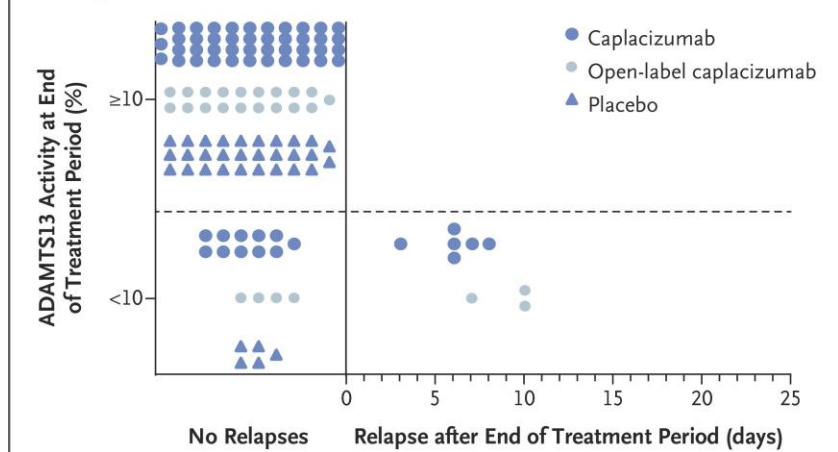 Caplacizumab
Open-label caplacizumab
Placebo
ADAMTS13 Activity at End
of Treatment Period (%)
≥10
<10
0 5 10 15 20 25
No Relapses
Relapse after End of Treatment Period (days)